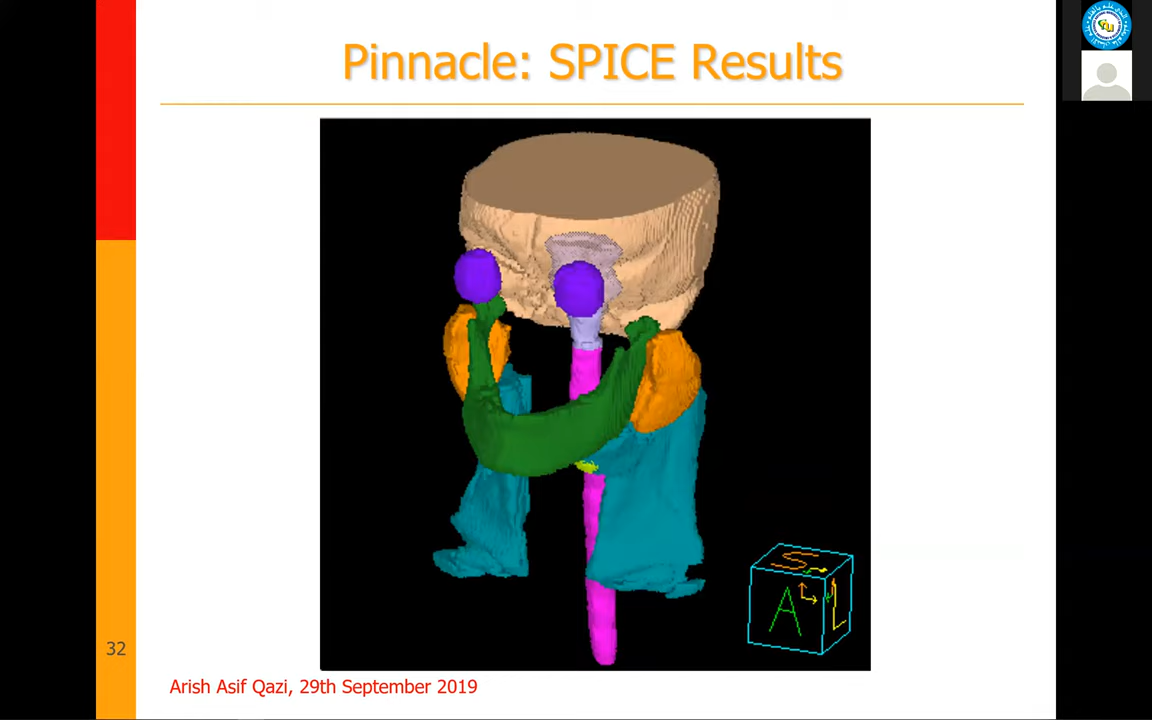 Pinnacle: SPICE Results
S
A
L
32
Arish Asif Qazi, 29th September 2019